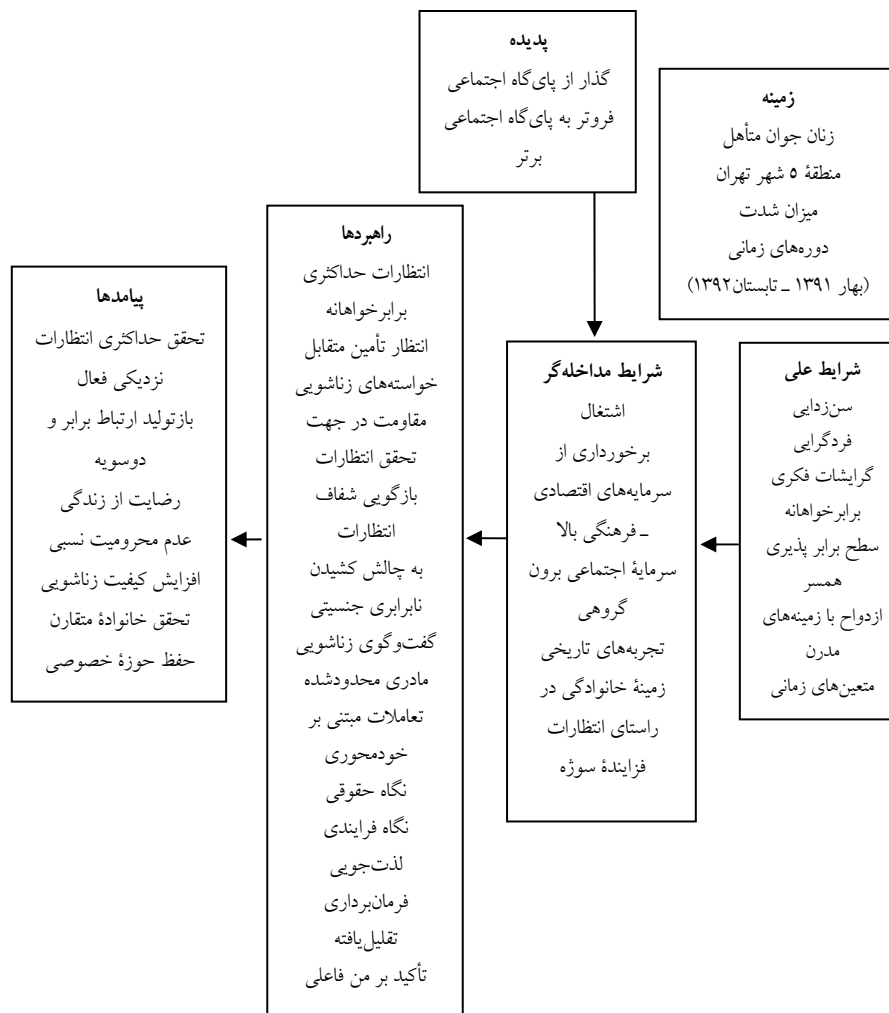 پدیده
گذار از پای‌گاه اجتماعی
فروتر به پای‌گاه اجتماعی
برتر
زمینه
زنان جوان متأهل
منطقهٔ ۵ شهر تهران
میزان شدت
دوره‌های زمانی
(بهار ۱۳۹۱ ـ تابستان۱۳۹۲)
شرایط علی
سن‌زدایی
فردگرایی
گرایشات فکری
برابرخواهانه
سطح برابر پذیری
همسر
ازدواح با زمینه‌های
مدرن
متعین‌های زمانی
شرایط مداخله‌گر
اشتغال
برخورداری از
سرمایه‌های اقتصادی
ـ فرهنگی بالا
سرمایهٔ اجتماعی برون
گروهی
تجربه‌های تاریخی
زمینهٔ خانوادگی در
راستای انتظارات
فزایندهٔ سوژه
راهبردها
انتظارات حداکثری
برابرخواهانه
انتظار تأمین متقابل
خواسته‌های زناشویی
مقاومت در جهت
تحقق انتظارات
بازگویی شفاف
انتظارات
به چالش کشیدن
نابرابری جنسیتی
گفت‌وگوی زناشویی
مادری محدودشده
تعاملات مبتنی بر
خودمحوری
نگاه حقوقی
نگاه فرایندی
لذت‌جویی
فرمان‌برداری
تقلیل‌یافته
تأکید بر من فاعلی
پیامدها
تحقق حداکثری انتظارات
نزدیکی فعال
بازتولید ارتباط برابر و
دوسویه
رضایت از زندگی
عدم محرومیت نسبی
افزایش کیفیت زناشویی
تحقق خانوادهٔ متقارن
حفظ حوزهٔ خصوصی